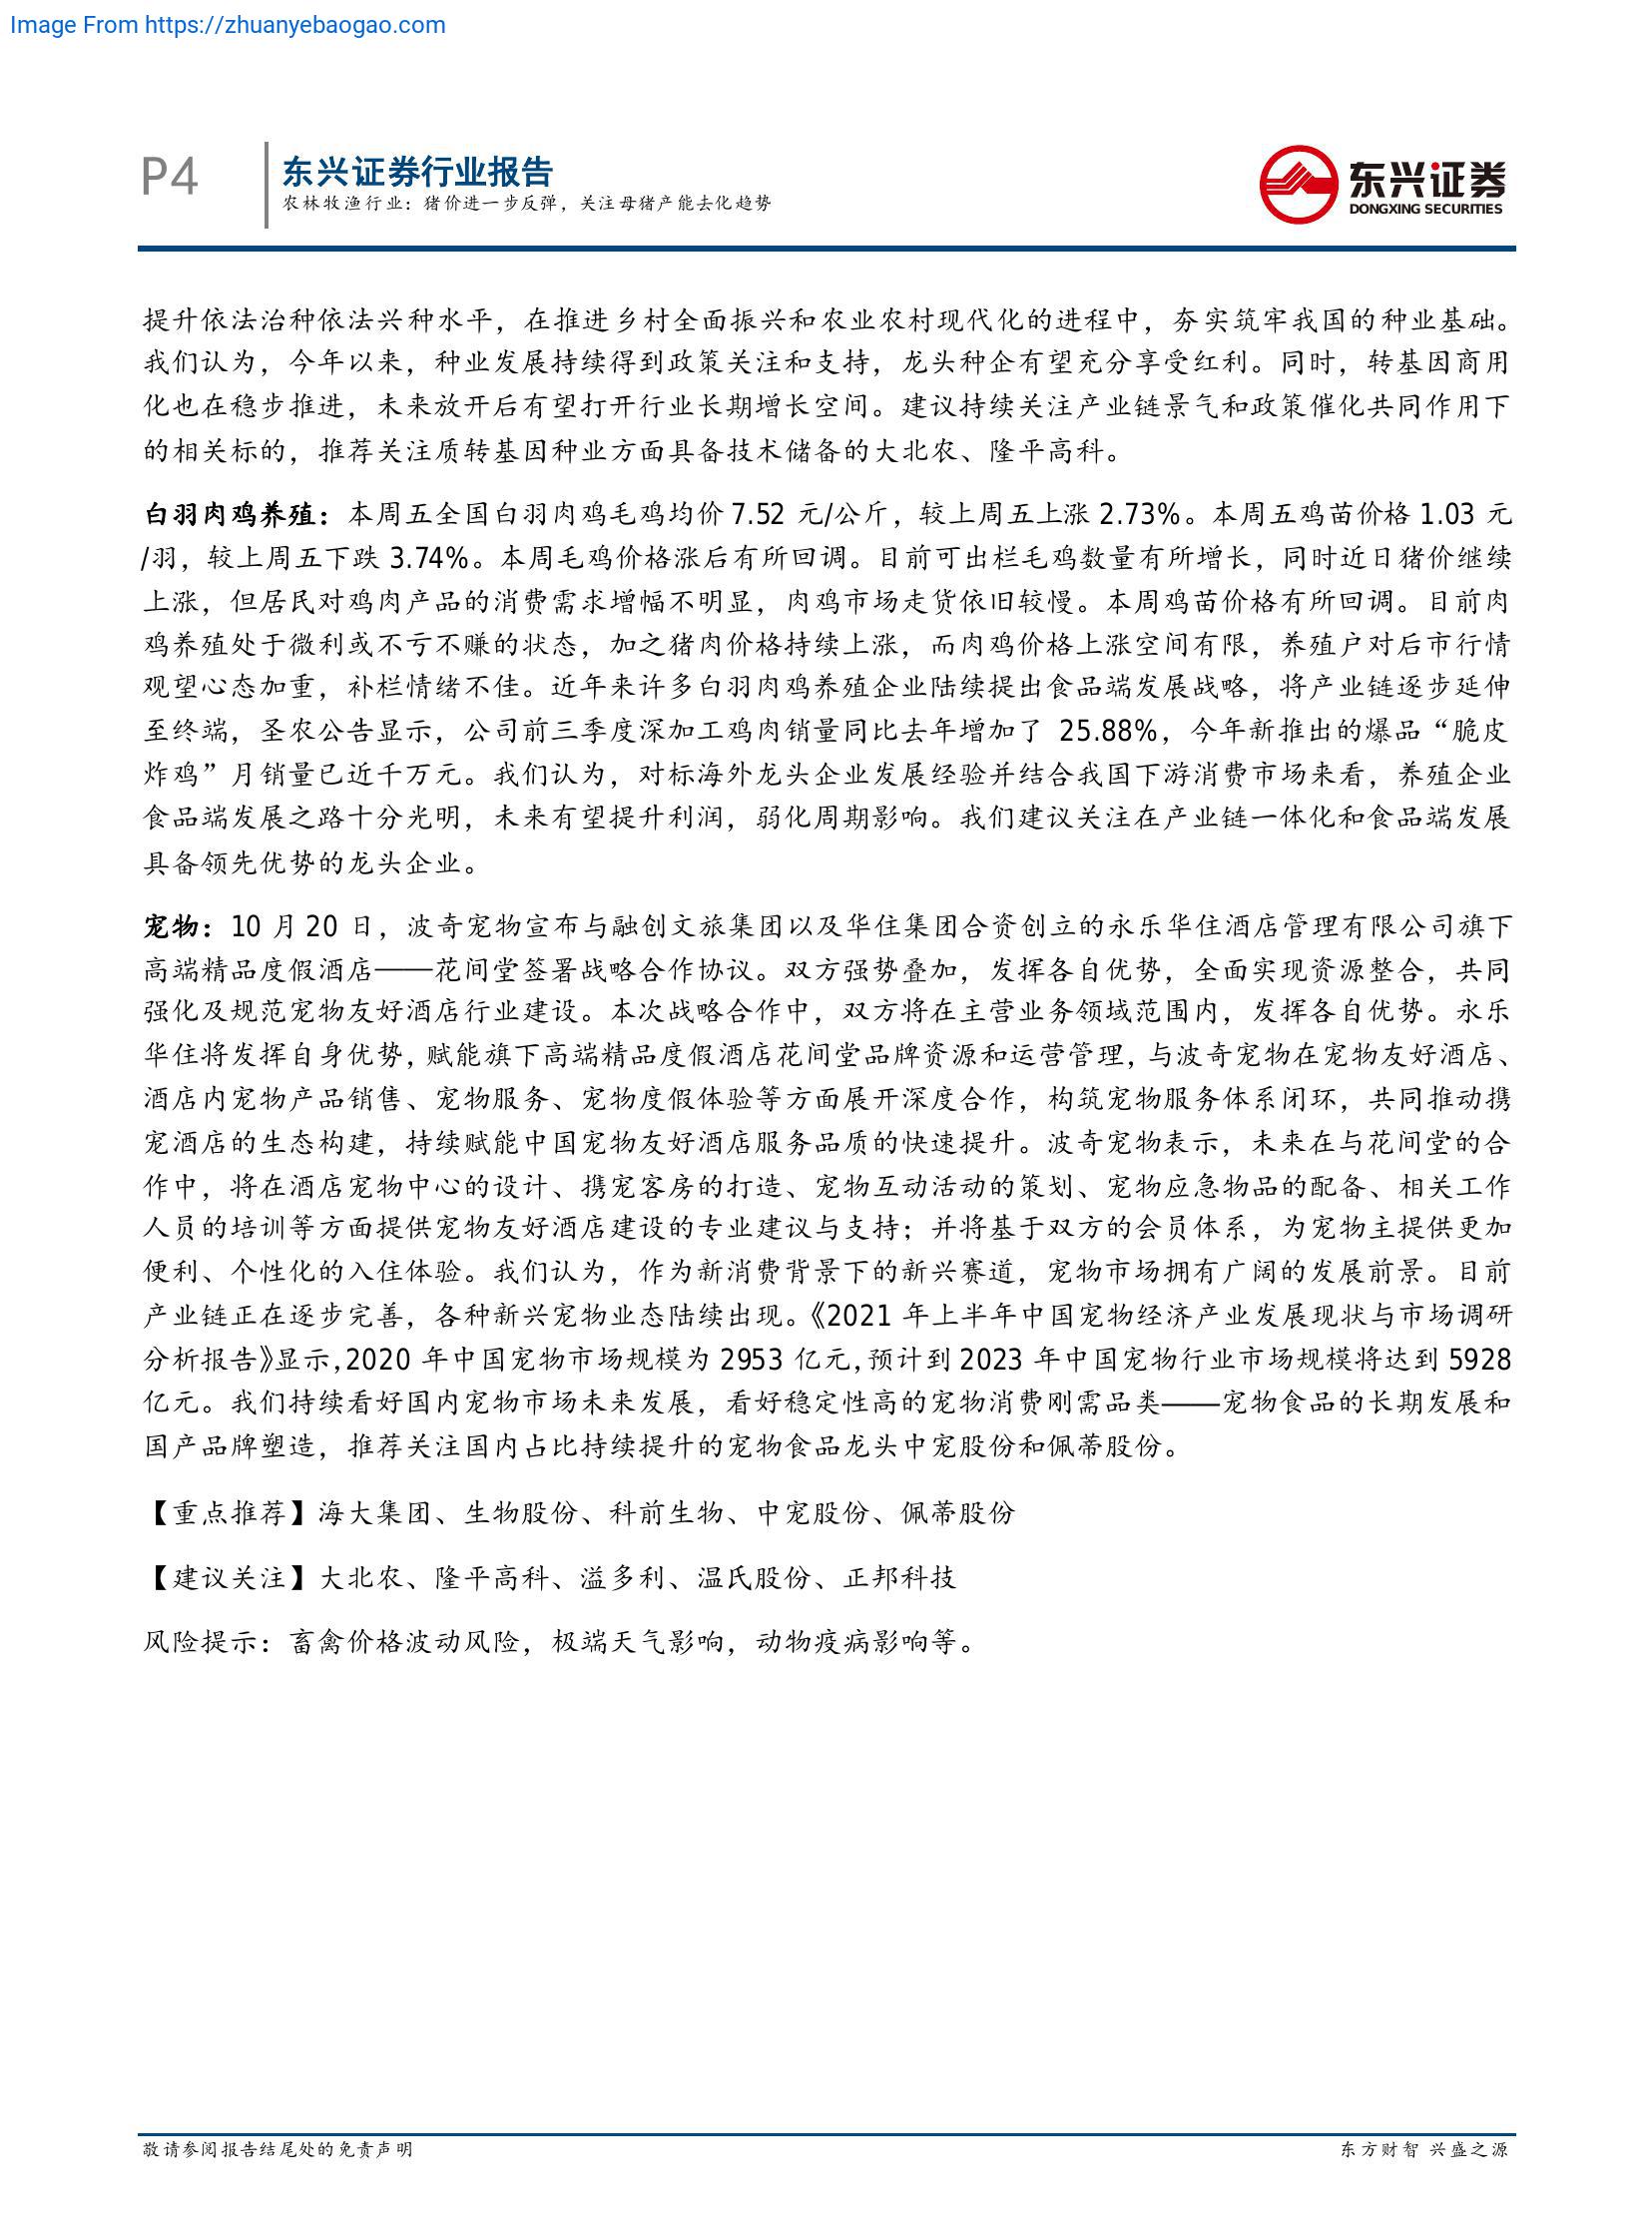 Image From https://zhuanyebaogao.com
P4
东兴证券行业报告
农林牧渔行业：猪价进一步反弹，关注母猪产能去化趋势
东兴证券
DONGXING SECURITIES
提升依法治种依法兴种水平，在推进乡村全面振兴和农业农村现代化的进程中，夯实筑牢我国的种业基础。
我们认为，今年以来，种业发展持续得到政策关注和支持，龙头种企有望充分享受红利。同时，转基因商用
化也在稳步推进，未来放开后有望打开行业长期增长空间。建议持续关注产业链景气和政策催化共同作用下
的相关标的，推荐关注质转基因种业方面具备技术储备的大北农、隆平高科。
白羽肉鸡养殖：本周五全国白羽肉鸡毛鸡均价 7.52 元/公斤，较上周五上涨 2.73%。本周五鸡苗价格 1.03 元
/羽，较上周五下跌 3.74%。本周毛鸡价格涨后有所回调。目前可出栏毛鸡数量有所增长，同时近日猪价继续
上涨，但居民对鸡肉产品的消费需求增幅不明显，肉鸡市场走货依旧较慢。本周鸡苗价格有所回调。目前肉
鸡养殖处于微利或不亏不赚的状态，加之猪肉价格持续上涨，而肉鸡价格上涨空间有限，养殖户对后市行情
观望心态加重，补栏情绪不佳。近年来许多白羽肉鸡养殖企业陆续提出食品端发展战略，将产业链逐步延伸
至终端，圣农公告显示，公司前三季度深加工鸡肉销量同比去年增加了 25.88%，今年新推出的爆品“脆皮
炸鸡”月销量已近千万元。我们认为，对标海外龙头企业发展经验并结合我国下游消费市场来看，养殖企业
食品端发展之路十分光明，未来有望提升利润，弱化周期影响。我们建议关注在产业链一体化和食品端发展
具备领先优势的龙头企业。
宠物：10 月 20 日，波奇宠物宣布与融创文旅集团以及华住集团合资创立的永乐华住酒店管理有限公司旗下
高端精品度假酒店——花间堂签署战略合作协议。双方强势叠加，发挥各自优势，全面实现资源整合，共同
强化及规范宠物友好酒店行业建设。本次战略合作中，双方将在主营业务领域范围内，发挥各自优势。永乐
华住将发挥自身优势，赋能旗下高端精品度假酒店花间堂品牌资源和运营管理，与波奇宠物在宠物友好酒店、
酒店内宠物产品销售、宠物服务、宠物度假体验等方面展开深度合作，构筑宠物服务体系闭环，共同推动携
宠酒店的生态构建，持续赋能中国宠物友好酒店服务品质的快速提升。波奇宠物表示，未来在与花间堂的合
作中，将在酒店宠物中心的设计、携宠客房的打造、宠物互动活动的策划、宠物应急物品的配备、相关工作
人员的培训等方面提供宠物友好酒店建设的专业建议与支持；并将基于双方的会员体系，为宠物主提供更加
便利、个性化的入住体验。我们认为，作为新消费背景下的新兴赛道，宠物市场拥有广阔的发展前景。目前
产业链正在逐步完善，各种新兴宠物业态陆续出现。《2021 年上半年中国宠物经济产业发展现状与市场调研
分析报告》显示，2020 年中国宠物市场规模为 2953 亿元，预计到 2023 年中国宠物行业市场规模将达到 5928
亿元。我们持续看好国内宠物市场未来发展，看好稳定性高的宠物消费刚需品类——宠物食品的长期发展和
国产品牌塑造，推荐关注国内占比持续提升的宠物食品龙头中宠股份和佩蒂股份。
【重点推荐】海大集团、生物股份、科前生物、中宠股份、佩蒂股份
【建议关注】大北农、隆平高科、溢多利、温氏股份、正邦科技
风险提示：畜禽价格波动风险，极端天气影响，动物疫病影响等。
敬请参阅报告结尾处的免责声明
东方财智 兴盛之源